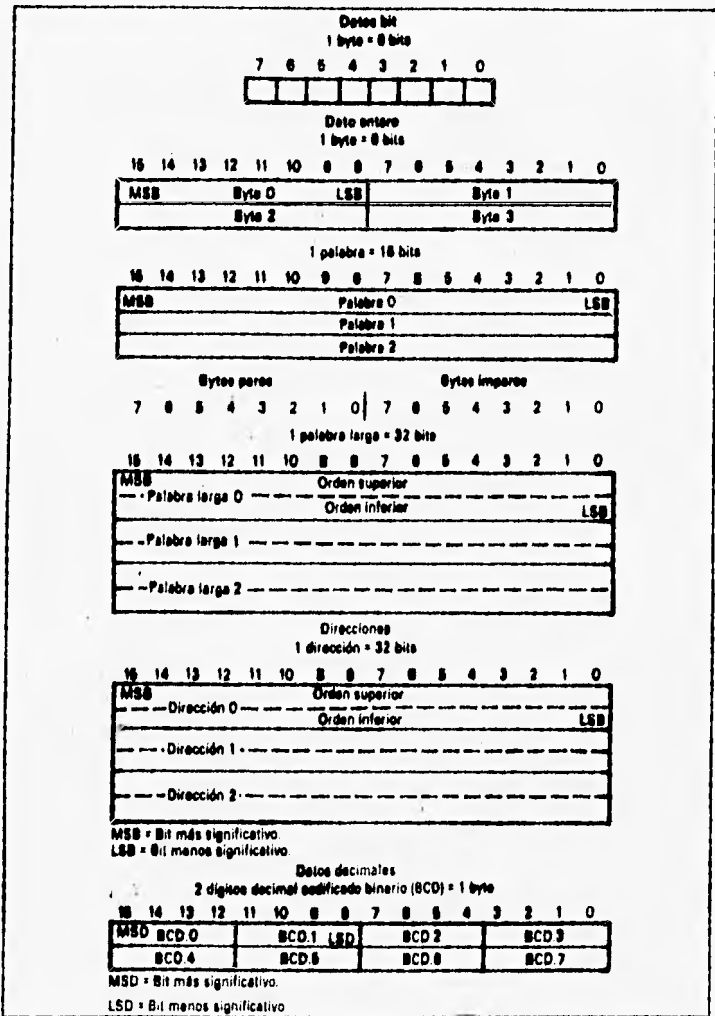 Datos bit
1 byte = 8 bits
7 6 5 4 3 2 1 0
Dato entero
1 byte = 8 bits
15 14 13 12 11 10 9 8 7 6 5 4 3 2 1 0
MSB Byte 0 LSB Byte 1
Byte 2 Byte 3
1 palabra = 16 bits
15 14 13 12 11 10 9 8 7 6 5 4 3 2 1 0
MSB Palabra 0 LSB
Palabra 1
Palabra 2
Bytes pares Bytes impares
7 6 5 4 3 2 1 0 7 6 5 4 3 2 1 0
1 palabra larga = 32 bits
15 14 13 12 11 10 9 8 7 6 5 4 3 2 1 0
MSB Orden superior
Palabra larga 0
Orden inferior LSB
Palabra larga 1
Palabra larga 2
Direcciones
1 dirección = 32 bits
15 14 13 12 11 10 9 8 7 6 5 4 3 2 1 0
MSB Orden superior
Dirección 0
Orden inferior LSB
Dirección 1
Dirección 2
MSB = Bit más significativo.
LSB = Bit menos significativo.
Datos decimales
2 dígitos decimal codificado binario (BCD) = 1 byte
15 14 13 12 11 10 9 8 7 6 5 4 3 2 1 0
MSD BCD.0 BCD.1 LSD BCD 2 BCD.3
BCD.4 BCD.5 BCD.6 BCD.7
MSD = Bit más significativo.
LSD = Bit menos significativo